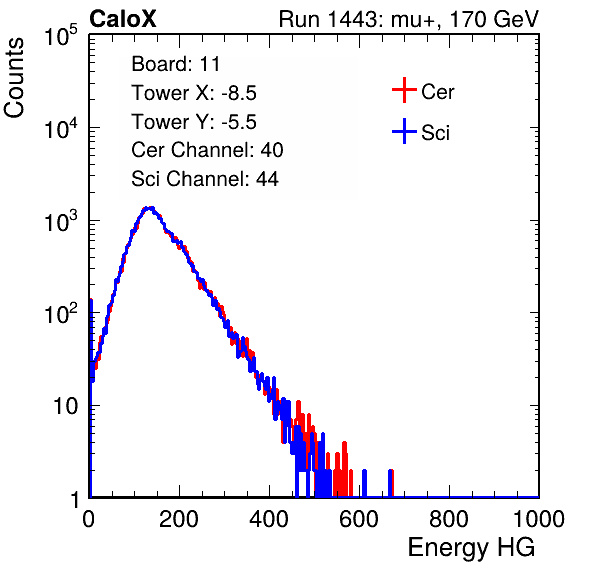 CaloX Run 1443: mu+, 170 GeV
Counts
10^5
10^4
10^3
10^2
10
1
Board: 11
Tower X: -8.5
Tower Y: -5.5
Cer Channel: 40
Sci Channel: 44
Cer
Sci
0 200 400 600 800 1000
Energy HG